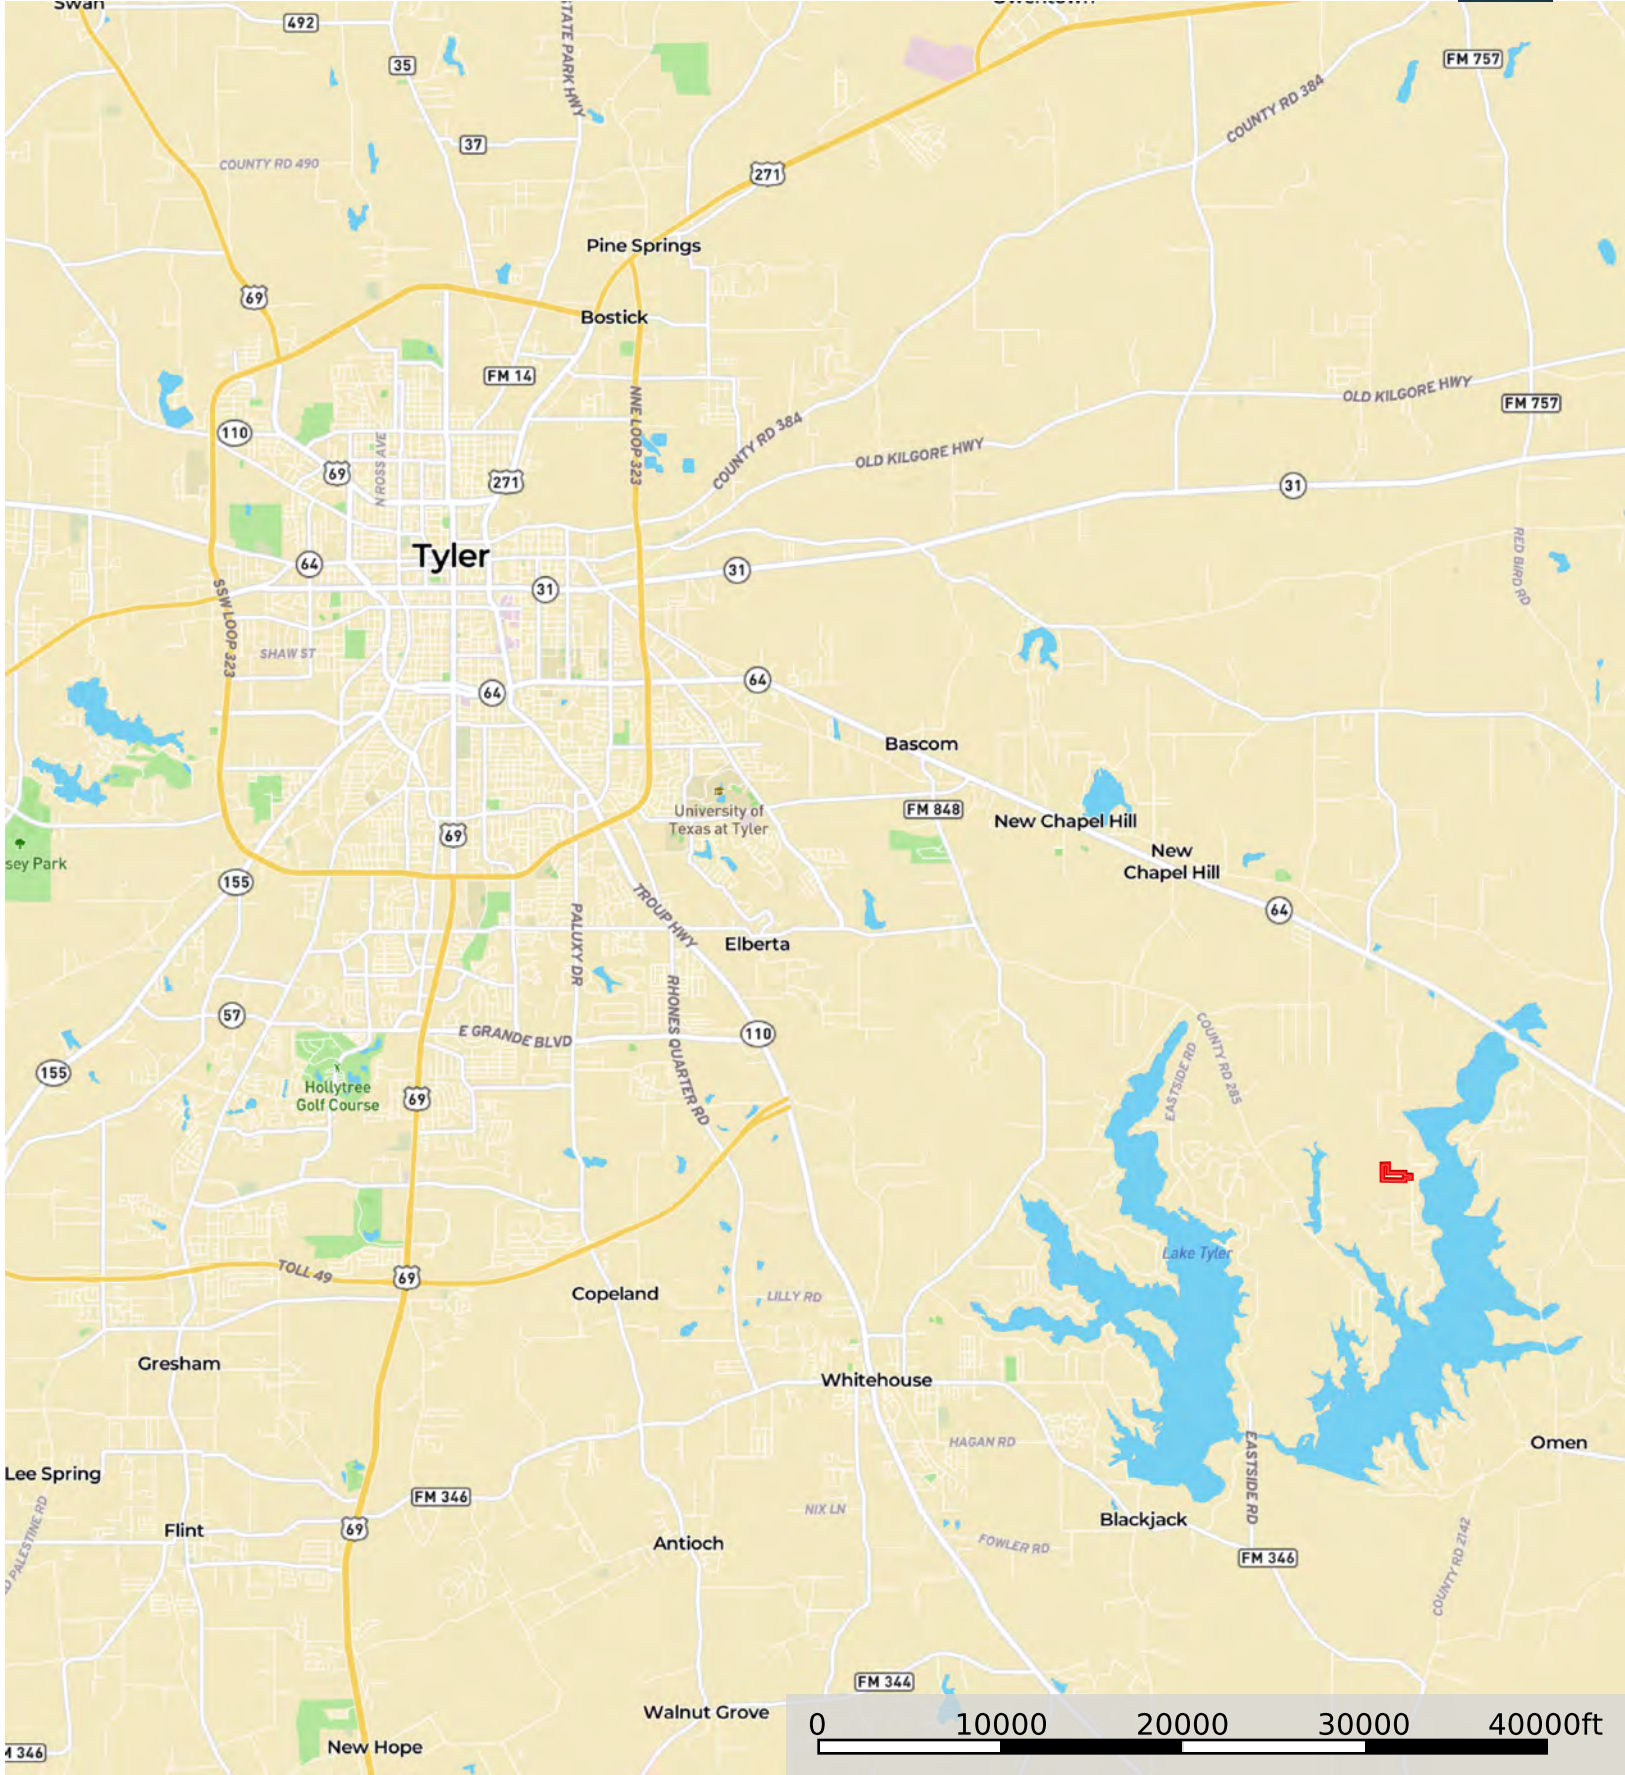 Swan
492
35
STATE PARK HWY
FM 757
COUNTY RD 384
37
COUNTY RD 490
271
Pine Springs
69
Bostick
FM 14
NNE LOOP 323
OLD KILGORE HWY
FM 757
110
N ROSS AVE
COUNTY RD 384
OLD KILGORE HWY
69
271
31
Tyler
64
31
31
RED BIRD RD
SSW LOOP 323
SHAW ST
64
64
Bascom
University of
Texas at Tyler
FM 848
New Chapel Hill
69
New
Chapel Hill
sey Park
155
64
TROUP HWY
PALUXY DR
Elberta
RHONES QUARTER RD
57
E GRANDE BLVD
110
COUNTY RD 285
EASTSIDE RD
155
Hollytree
Golf Course
69
Lake Tyler
TOLL 49
69
Copeland
LILLY RD
Gresham
Whitehouse
HAGAN RD
EASTSIDE RD
Omen
Lee Spring
FM 346
NIX LN
Blackjack
Flint
69
Antioch
FOWLER RD
FM 346
D PALESTINE RD
COUNTY RD 2142
FM 344
Walnut Grove
New Hope
M 346
0 10000 20000 30000 40000ft